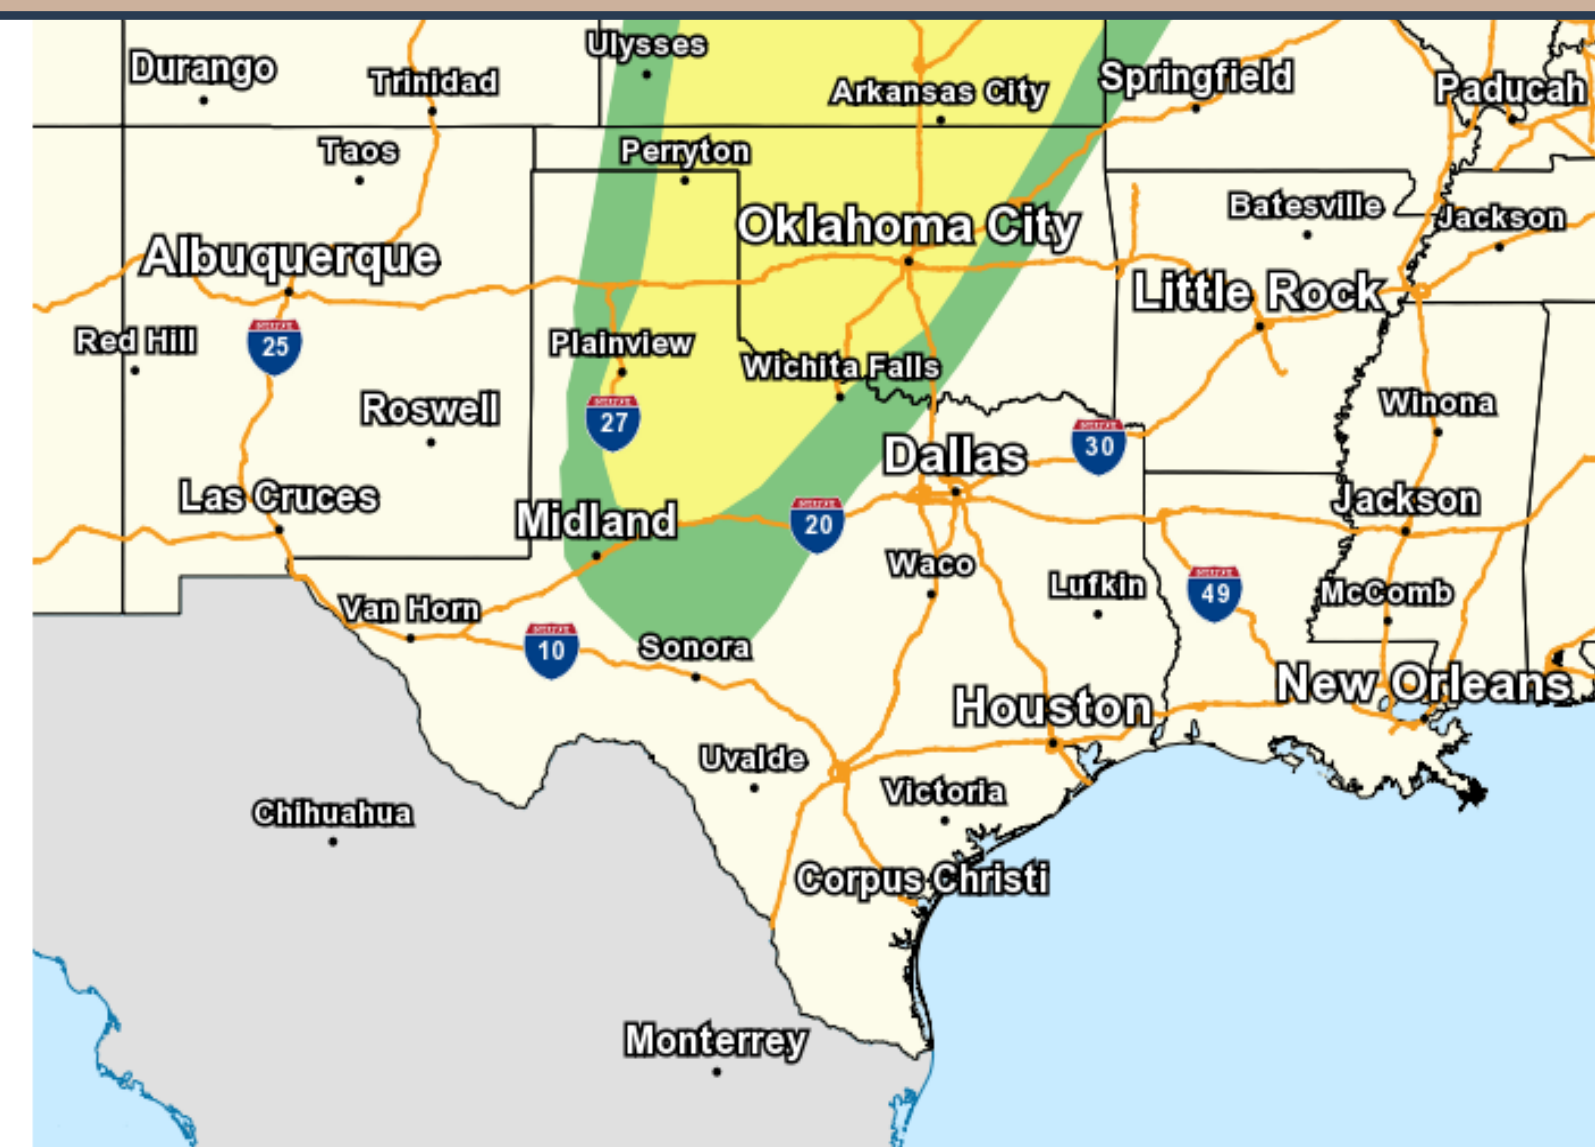 Ulysses
Durango
Trinidad
Arkansas City
Springfield
Paducah
Taos
Perryton
Batesville
Jackson
Oklahoma City
Albuquerque
Little Rock
Red Hill
25
Plainview
Wichita Falls
Roswell
27
Winona
Dallas
30
Las Cruces
Midland
20
Jackson
Waco
Lufkin
49
McComb
Van Horn
10
Sonora
New Orleans
Houston
Uvalde
Victoria
Chihuahua
Corpus Christi
Monterrey